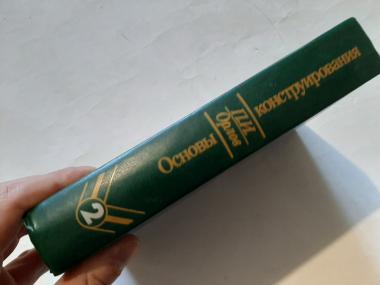 Основы
П.И.
Орлов
конструирования
2